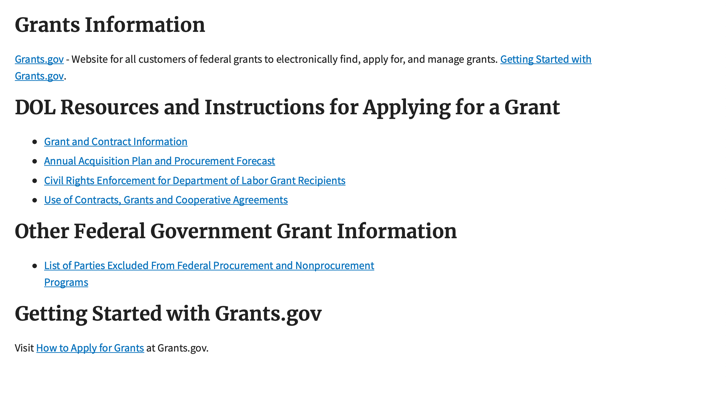 Grants Information
Grants.gov - Website for all customers of federal grants to electronically find, apply for, and manage grants. Getting Started with
Grants.gov.
DOL Resources and Instructions for Applying for a Grant
Grant and Contract Information
Annual Acquisition Plan and Procurement Forecast
Civil Rights Enforcement for Department of Labor Grant Recipients
Use of Contracts, Grants and Cooperative Agreements
Other Federal Government Grant Information
List of Parties Excluded From Federal Procurement and Nonprocurement
Programs
Getting Started with Grants.gov
Visit How to Apply for Grants at Grants.gov.